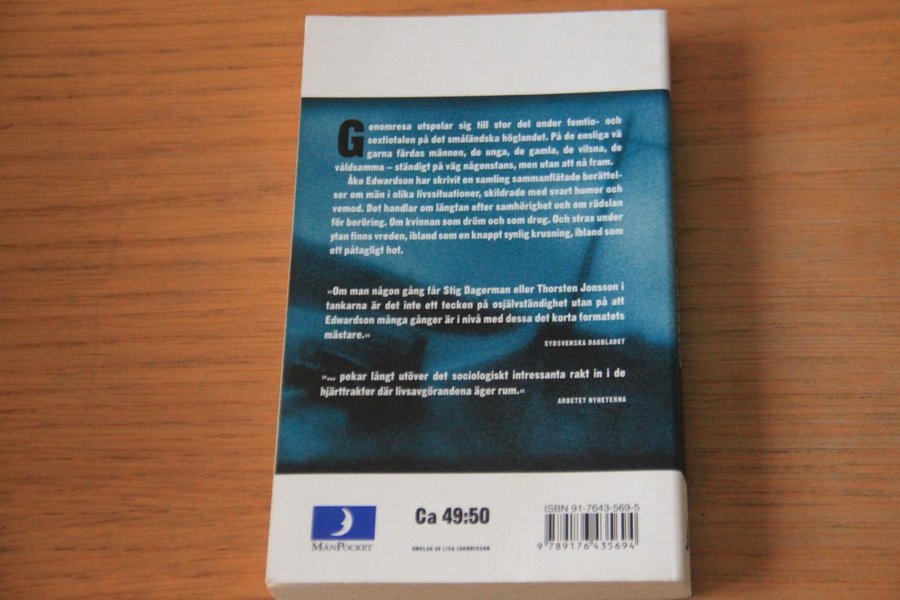 Genomresa utspelar sig till stor del under femtio- och
sextiotalen på det småländska höglandet. På de ensliga vä
garna färdas männen, de unga, de gamla, de vilsna, de
våldsamma – ständigt på väg någonstans, men utan att nå fram.
Åke Edwardson har skrivit en samling sammanflätade berättel-
ser om män i olika livssituationer, skildrade med svart humor och
vemod. Det handlar om längtan efter samhörighet och om rädslan
för beröring. Om kvinnan som dröm och som drog. Och strax under
ytan finns vreden, ibland som en knappt synlig krusning, ibland som
ett påtagligt hot.
»Om man någon gång får Stig Dagerman eller Thorsten Jonsson i
tankarna är det inte ett tecken på osjälvständighet utan på att
Edwardson många gånger är i nivå med dessa det korta formatets
mästare.«
SYDSVENSKA DAGBLADET
»... pekar långt utöver det sociologiskt intressanta rakt in i de
hjärttrakter där livsavgörandena äger rum.«
ARBETET NYHETERNA
MånPocket
Ca 49:50
OMSLAG AV LISA
ISBN 91-7643-569-5
9 789176 435694